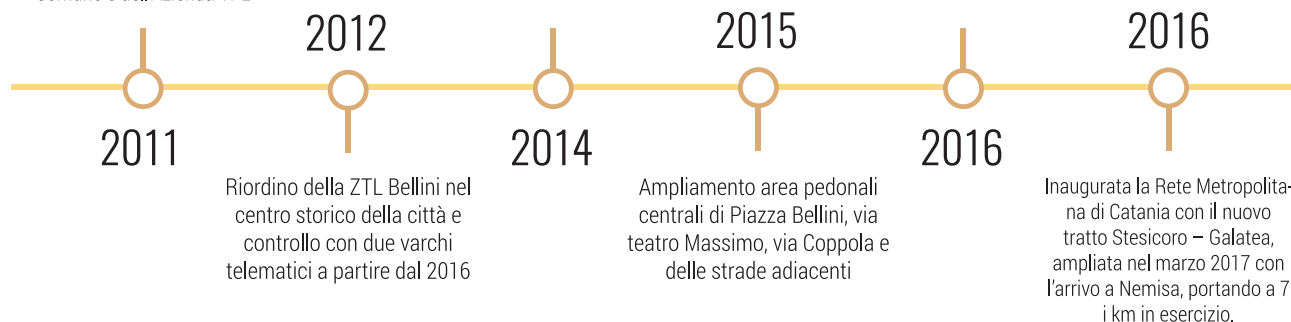 2012
2015
2016
2011
2014
2016
Riordino della ZTL Bellini nel
centro storico della città e
controllo con due varchi
telematici a partire dal 2016
Ampliamento area pedonali
centrali di Piazza Bellini, via
teatro Massimo, via Coppola e
delle strade adiacenti
Inaugurata la Rete Metropolita-
na di Catania con il nuovo
tratto Stesicoro – Galatea,
ampliata nel marzo 2017 con
l'arrivo a Nemisa, portando a 7
i km in esercizio.